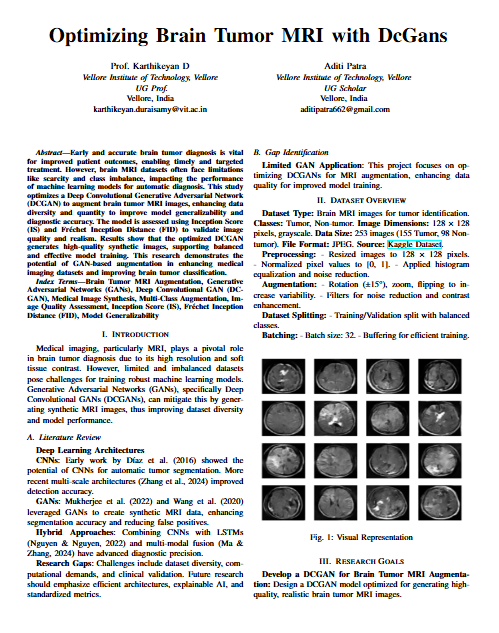 Optimizing Brain Tumor MRI with DcGans
Prof. Karthikeyan D
Vellore Institute of Technology, Vellore
UG Prof.
Vellore, India
karthikeyan.duraisamy@vit.ac.in
Aditi Patra
Vellore Institute of Technology, Vellore
UG Scholar
Vellore, India
aditipatra662@gmail.com
Abstract—Early and accurate brain tumor diagnosis is vital
for improved patient outcomes, enabling timely and targeted
treatment. However, brain MRI datasets often face limitations
like scarcity and class imbalance, impacting the performance
of machine learning models for automatic diagnosis. This study
optimizes a Deep Convolutional Generative Adversarial Network
(DCGAN) to augment brain tumor MRI images, enhancing data
diversity and quantity to improve model generalizability and
diagnostic accuracy. The model is assessed using Inception Score
(IS) and Fréchet Inception Distance (FID) to validate image
quality and realism. Results show that the optimized DCGAN
generates high-quality synthetic images, supporting balanced
and effective model training. This research demonstrates the
potential of GAN-based augmentation in enhancing medical
imaging datasets and improving brain tumor classification.
Index Terms—Brain Tumor MRI Augmentation, Generative
Adversarial Networks (GANs), Deep Convolutional GAN (DC-
GAN), Medical Image Synthesis, Multi-Class Augmentation, Im-
age Quality Assessment, Inception Score (IS), Fréchet Inception
Distance (FID), Model Generalizability
I. INTRODUCTION
Medical imaging, particularly MRI, plays a pivotal role
in brain tumor diagnosis due to its high resolution and soft
tissue contrast. However, limited and imbalanced datasets
pose challenges for training robust machine learning models.
Generative Adversarial Networks (GANs), specifically Deep
Convolutional GANs (DCGANs), can mitigate this by gener-
ating synthetic MRI images, thus improving dataset diversity
and model performance.
A. Literature Review
Deep Learning Architectures
CNNs: Early work by Díaz et al. (2016) showed the
potential of CNNs for automatic tumor segmentation. More
recent multi-scale architectures (Zhang et al., 2024) improved
detection accuracy.
GANs: Mukherjee et al. (2022) and Wang et al. (2020)
leveraged GANs to create synthetic MRI data, enhancing
segmentation accuracy and reducing false positives.
Hybrid Approaches: Combining CNNs with LSTMs
(Nguyen & Nguyen, 2022) and multi-modal fusion (Ma &
Zhang, 2024) have advanced diagnostic precision.
Research Gaps: Challenges include dataset diversity, com-
putational demands, and clinical validation. Future research
should emphasize efficient architectures, explainable AI, and
standardized metrics.
B. Gap Identification
Limited GAN Application: This project focuses on op-
timizing DCGANs for MRI augmentation, enhancing data
quality for improved model training.
II. DATASET OVERVIEW
Dataset Type: Brain MRI images for tumor identification.
Classes: Tumor, Non-tumor. Image Dimensions: 128 × 128
pixels, grayscale. Data Size: 253 images (155 Tumor, 98 Non-
tumor). File Format: JPEG. Source: Kaggle Dataset.
Preprocessing: - Resized images to 128 × 128 pixels.
- Normalized pixel values to [0, 1]. - Applied histogram
equalization and noise reduction.
Augmentation: - Rotation (±15°), zoom, flipping to in-
crease variability. - Filters for noise reduction and contrast
enhancement.
Dataset Splitting: - Training/Validation split with balanced
classes.
Batching: - Batch size: 32. - Buffering for efficient training.
Fig. 1: Visual Representation
III. RESEARCH GOALS
Develop a DCGAN for Brain Tumor MRI Augmenta-
tion: Design a DCGAN model optimized for generating high-
quality, realistic brain tumor MRI images.